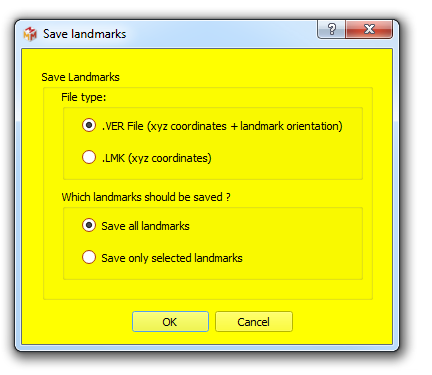 Save landmarks
?
Save Landmarks
File type:
.VER File (xyz coordinates + landmark orientation)
.LMK (xyz coordinates)
Which landmarks should be saved ?
Save all landmarks
Save only selected landmarks
OK Cancel